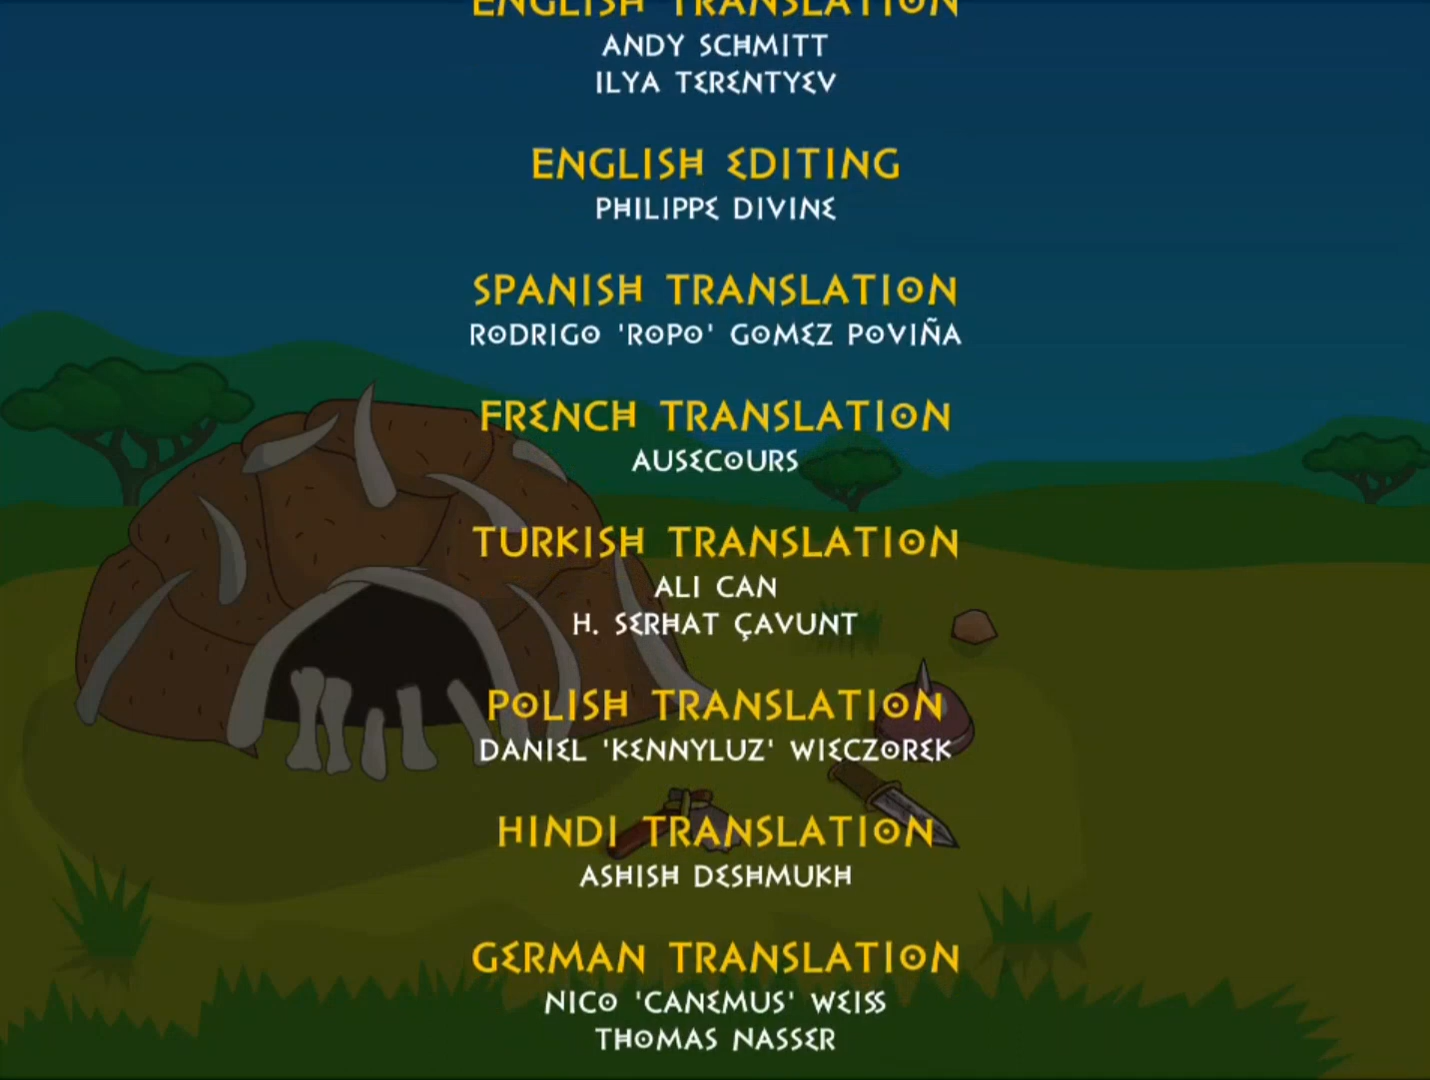 ENGLISH TRANSLATION
ANDY SCHMITT
ILYA TERENTYEV
ENGLISH EDITING
PHILIPPE DIVINE
SPANISH TRANSLATION
RODRIGO 'ROPO' GOMEZ POVIÑA
FRENCH TRANSLATION
AUSECOURS
TURKISH TRANSLATION
ALI CAN
H. SERHAT ÇAVUNT
POLISH TRANSLATION
DANIEL 'KENNYLUZ' WIECZOREK
HINDI TRANSLATION
ASHISH DESHMUKH
GERMAN TRANSLATION
NICO 'CANEMUS' WEISS
THOMAS NASSER